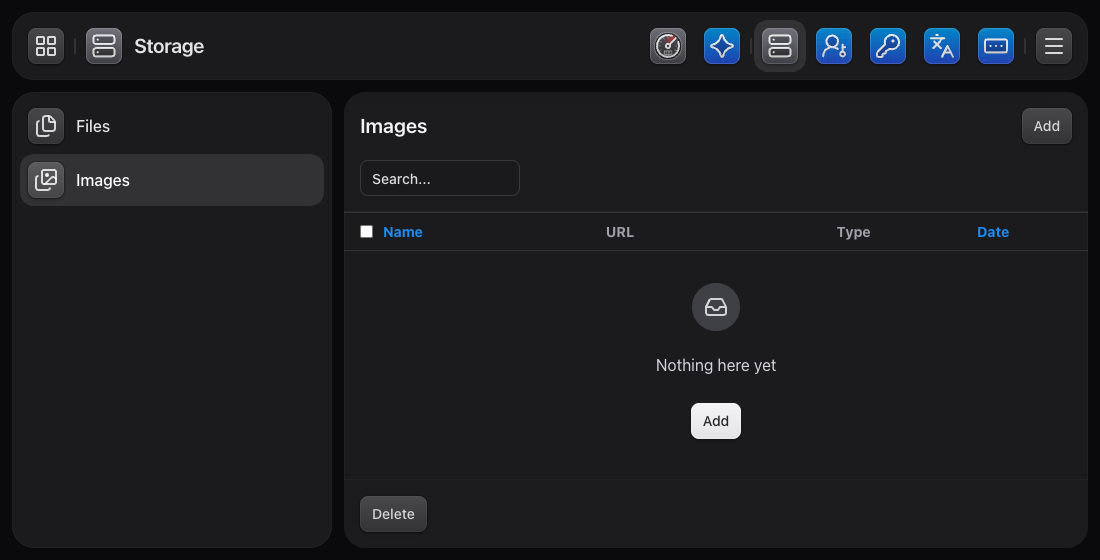 Storage
Files
Images
Images
Add
Search...
Name URL Type Date
Nothing here yet
Add
Delete